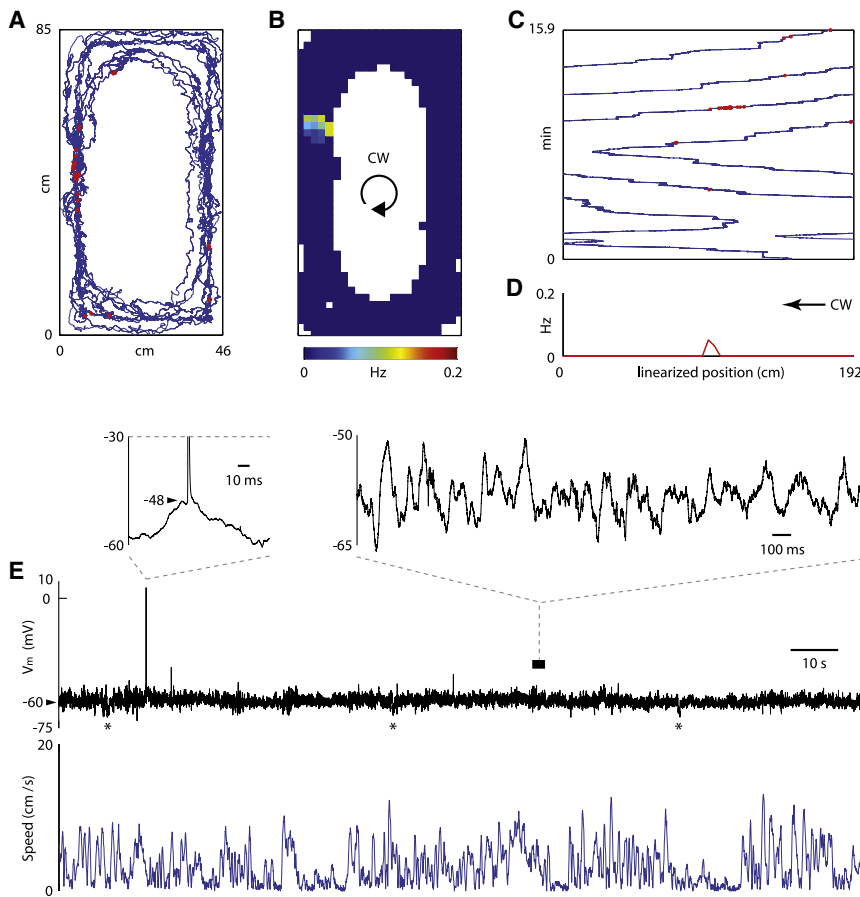 A
85
cm
0
0
cm
46
B
CW
0
Hz
0.2
C
15.9
min
0
D
CW
0.2
Hz
0
0
linearized position (cm)
192
-30
10 ms
-48
-60
-50
-65
100 ms
E
10
0
Vm (mV)
-60
-75
10 s
* * *
20
Speed (cm/s)
0